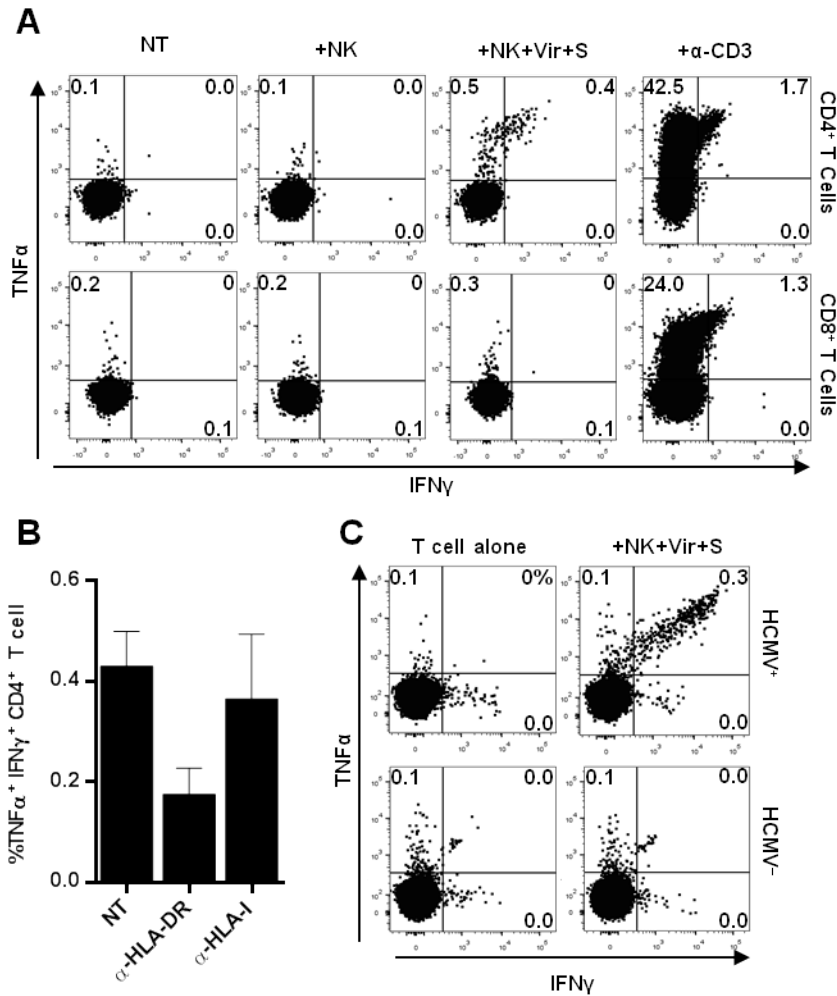 A
NT
+NK
+NK+Vir+S
+α-CD3
0.1 0.0
0.1 0.0
0.5 0.4
42.5 1.7
0.0
0.0
0.0
0.0
CD4⁺ T Cells
0.2 0
0.2 0
0.3 0
24.0 1.3
0.1
0.1
0.1
0.0
CD8⁺ T Cells
TNFα
IFNγ
B
%TNFα⁺ IFNγ⁺ CD4⁺ T cell
0.6
0.4
0.2
0.0
NT
α-HLA-DR
α-HLA-I
C
T cell alone
+NK+Vir+S
0.1 0%
0.1 0.3
0.0
0.0
HCMV⁺
0.1 0.0
0.1 0.0
0.0
0.0
HCMV⁻
TNFα
IFNγ